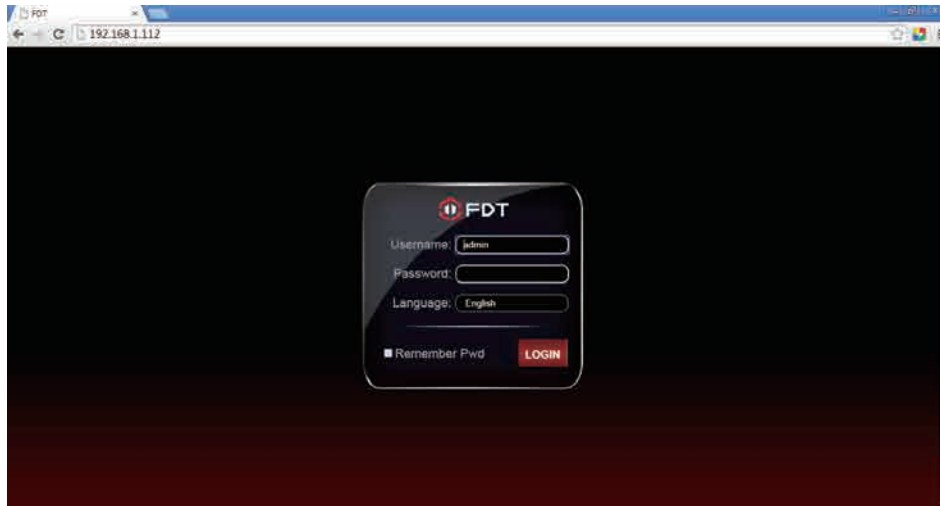 FDT
192.168.1.112
FDT
Username: admin
Password:
Language: English
Remember Pwd LOGIN